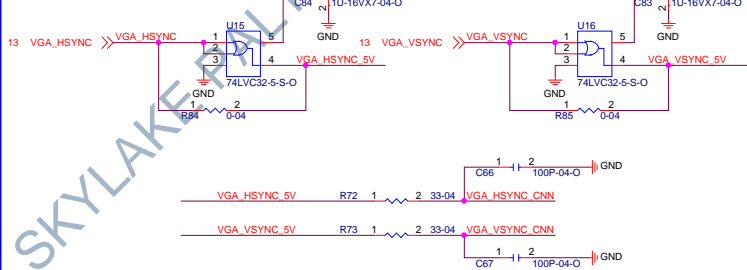 C84 2 .1U-16VX7-04-O
C83 2 .1U-16VX7-04-O
U15
U16
GND
GND
13 VGA_HSYNC VGA_HSYNC 1 5
2
3 4 VGA_HSYNC_5V
13 VGA_VSYNC VGA_VSYNC 1 5
2
3 4 VGA_VSYNC_5V
74LVC32-5-S-O
74LVC32-5-S-O
GND
GND
1 2
R84 0-04
1 2
R85 0-04
1 2 GND
C66 100P-04-O
VGA_HSYNC_5V R72 1 2 33-04 VGA_HSYNC_CNN
VGA_VSYNC_5V R73 1 2 33-04 VGA_VSYNC_CNN
1 2 GND
C67 100P-04-O
SKYLAKE PAL